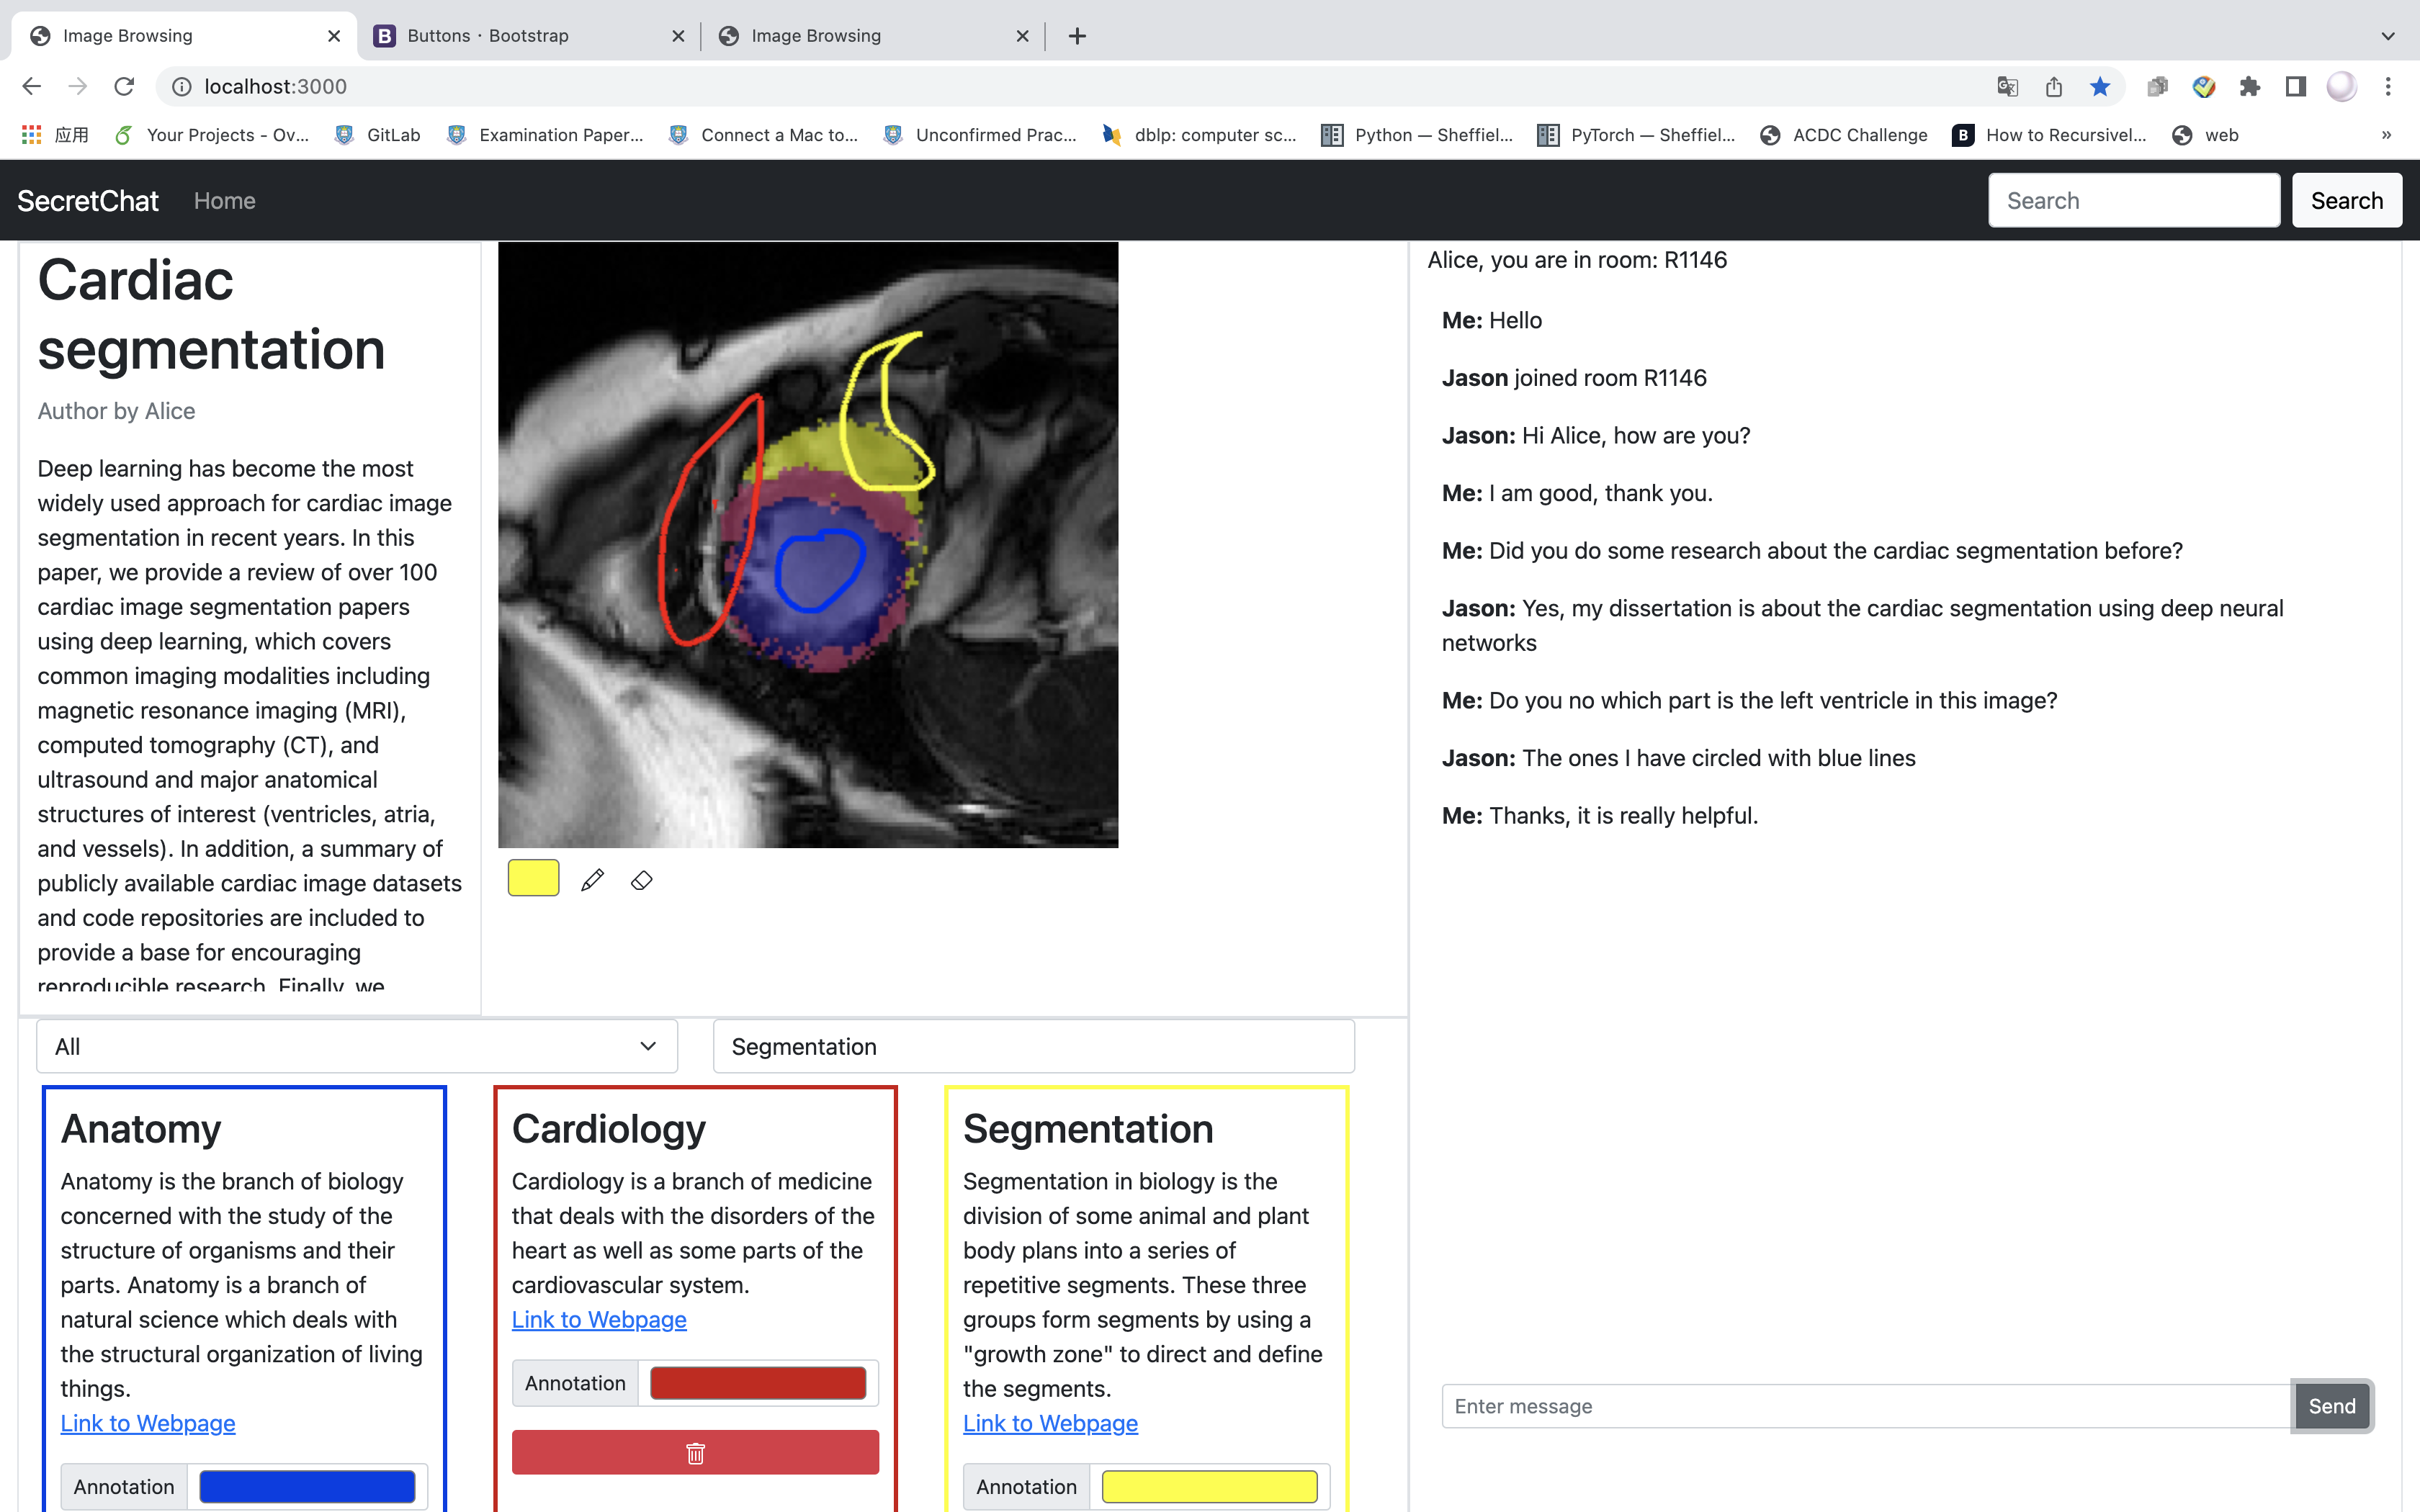 Image Browsing
Buttons · Bootstrap
Image Browsing
localhost:3000
应用
Your Projects - Ov...
GitLab
Examination Paper...
Connect a Mac to...
Unconfirmed Prac...
dblp: computer sc...
Python — Sheffiel...
PyTorch — Sheffiel...
ACDC Challenge
How to Recursivel...
web
»
SecretChat
Home
Search
Search
Cardiac
segmentation
Author by Alice
Deep learning has become the most
widely used approach for cardiac image
segmentation in recent years. In this
paper, we provide a review of over 100
cardiac image segmentation papers
using deep learning, which covers
common imaging modalities including
magnetic resonance imaging (MRI),
computed tomography (CT), and
ultrasound and major anatomical
structures of interest (ventricles, atria,
and vessels). In addition, a summary of
publicly available cardiac image datasets
and code repositories are included to
provide a base for encouraging
reproducible research. Finally, we
Alice, you are in room: R1146
Me: Hello
Jason joined room R1146
Jason: Hi Alice, how are you?
Me: I am good, thank you.
Me: Did you do some research about the cardiac segmentation before?
Jason: Yes, my dissertation is about the cardiac segmentation using deep neural
networks
Me: Do you no which part is the left ventricle in this image?
Jason: The ones I have circled with blue lines
Me: Thanks, it is really helpful.
Enter message
Send
All
Segmentation
Anatomy
Anatomy is the branch of biology
concerned with the study of the
structure of organisms and their
parts. Anatomy is a branch of
natural science which deals with
the structural organization of living
things.
Link to Webpage
Annotation
Cardiology
Cardiology is a branch of medicine
that deals with the disorders of the
heart as well as some parts of the
cardiovascular system.
Link to Webpage
Annotation
Segmentation
Segmentation in biology is the
division of some animal and plant
body plans into a series of
repetitive segments. These three
groups form segments by using a
"growth zone" to direct and define
the segments.
Link to Webpage
Annotation